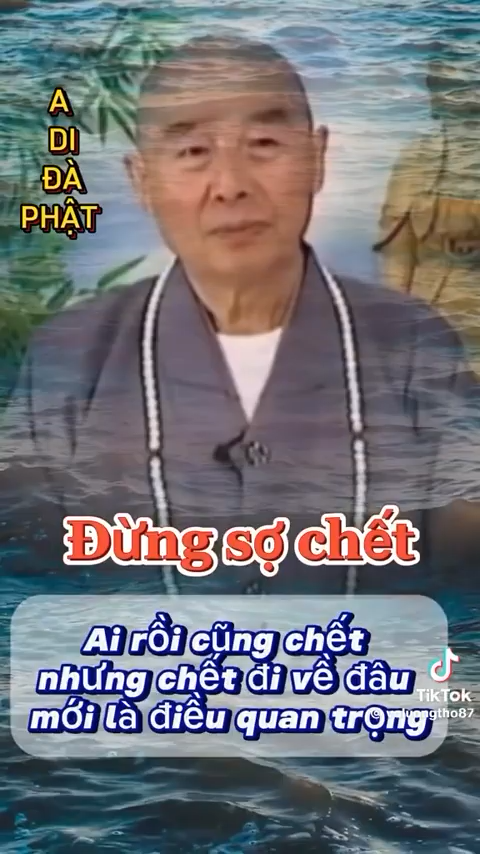 A
DI
ĐÀ
PHẬT
Đừng sợ chết
Ai rồi cũng chết
nhưng chết đi về đâu
mới là điều quan trọng
TikTok